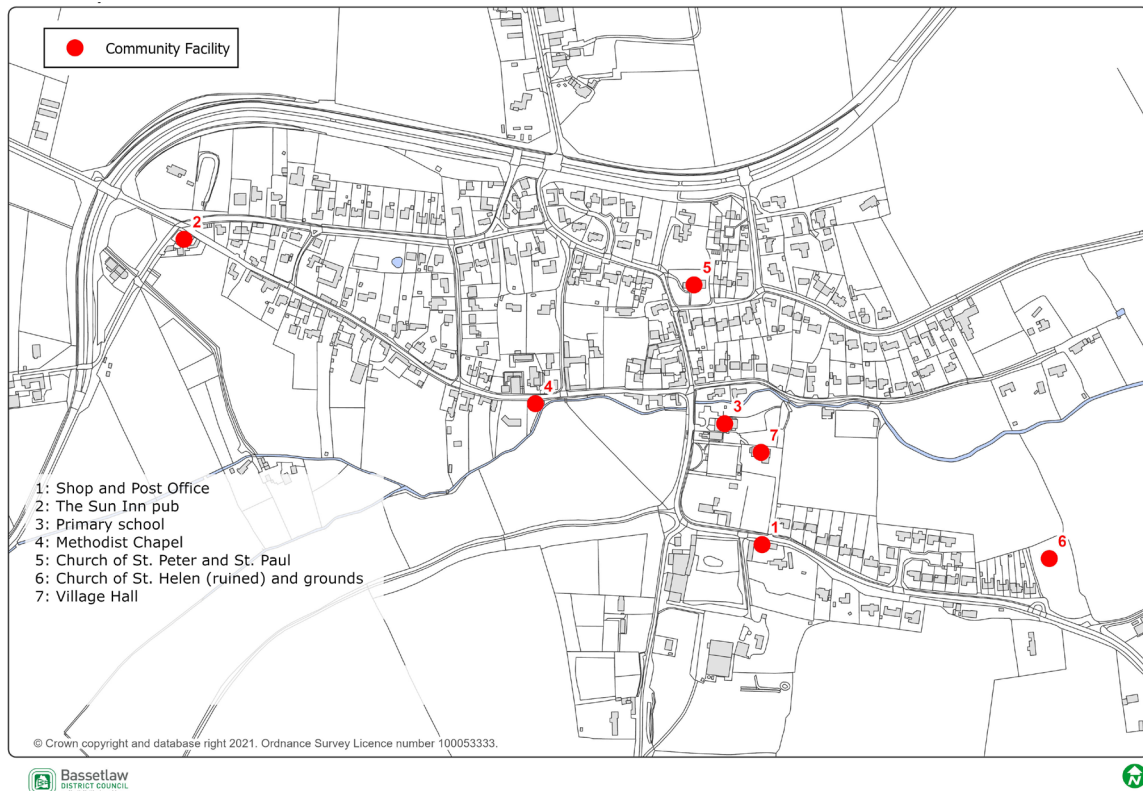 Community Facility
2
5
4
3
7
1
6
1: Shop and Post Office
2: The Sun Inn pub
3: Primary school
4: Methodist Chapel
5: Church of St. Peter and St. Paul
6: Church of St. Helen (ruined) and grounds
7: Village Hall
© Crown copyright and database right 2021. Ordnance Survey Licence number 100053333.
Bassetlaw
DISTRICT COUNCIL
N